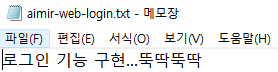 aimir-web-login.txt - 메모장
파일(F) 편집(E) 서식(O) 보기(V) 도움말(H)
로그인 기능 구현...뚝딱뚝딱